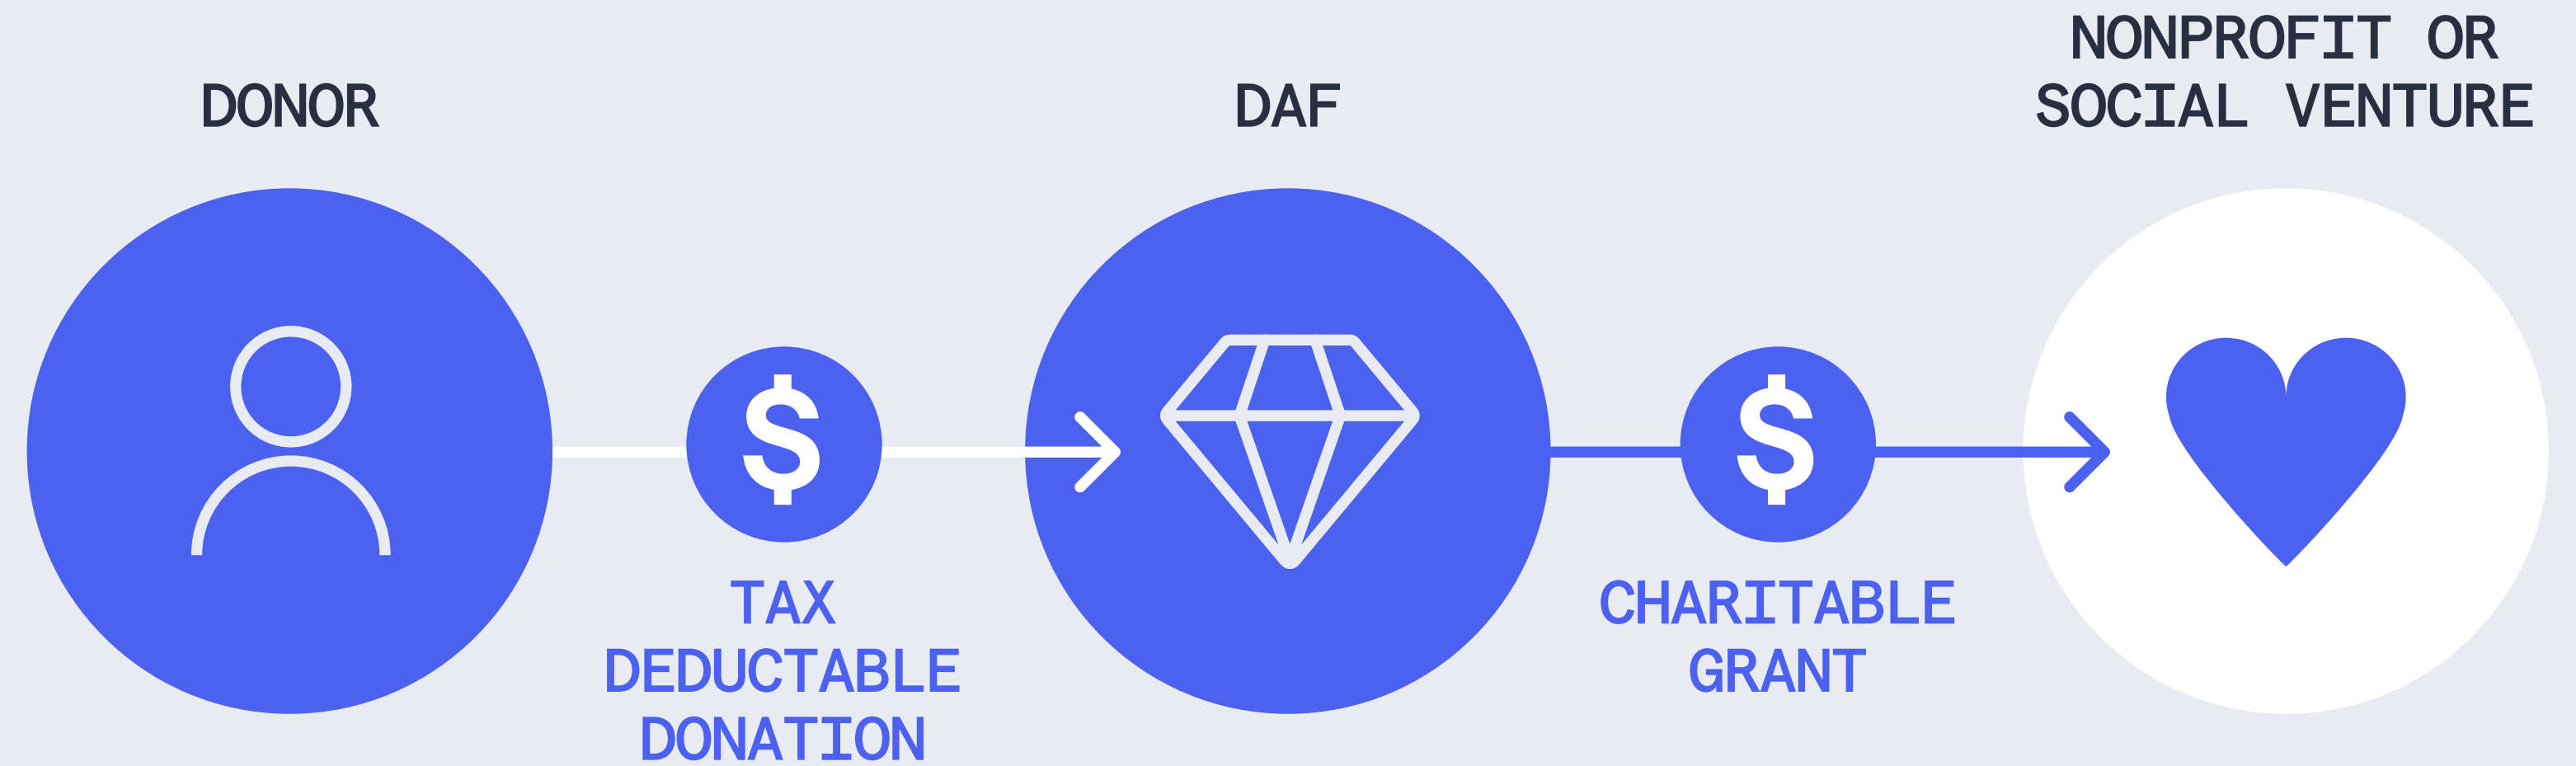 DONOR
DAF
NONPROFIT OR
SOCIAL VENTURE
$
$
TAX
DEDUCTABLE
DONATION
CHARITABLE
GRANT